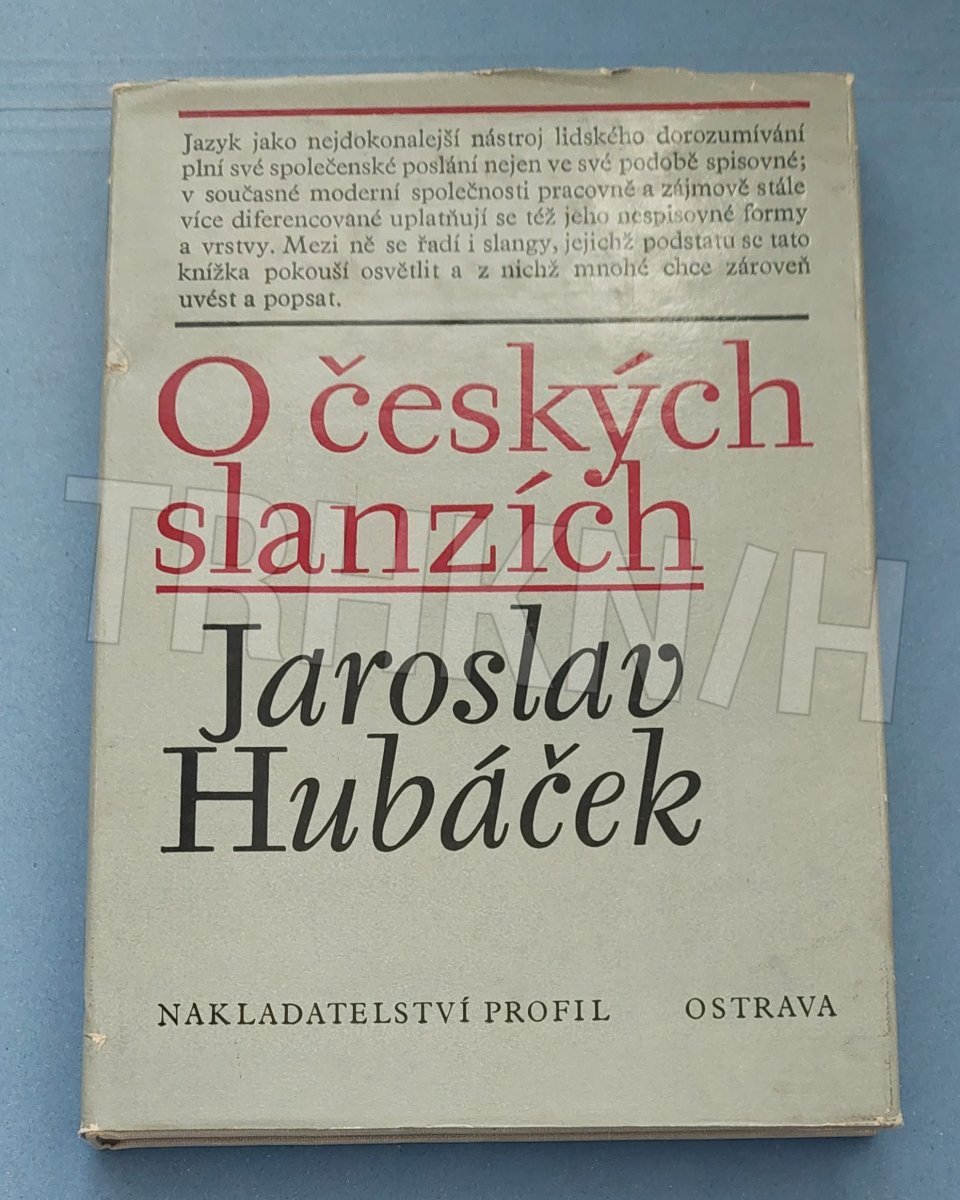 Jazyk jako nejdokonalejší nástroj lidského dorozumívání
plní své společenské poslání nejen ve své podobě spisovné;
v současné moderní společnosti pracovně a zájmově stále
více diferencované uplatňují se též jeho nespisovné formy
a vrstvy. Mezi ně se řadí i slangy, jejichž podstatu se tato
knížka pokouší osvětlit a z nichž mnohé chce zároveň
uvést a popsat.
O českých
slanzích
TRHKNIH
Jaroslav
Hubáček
NAKLADATELSTVÍ PROFIL OSTRAVA